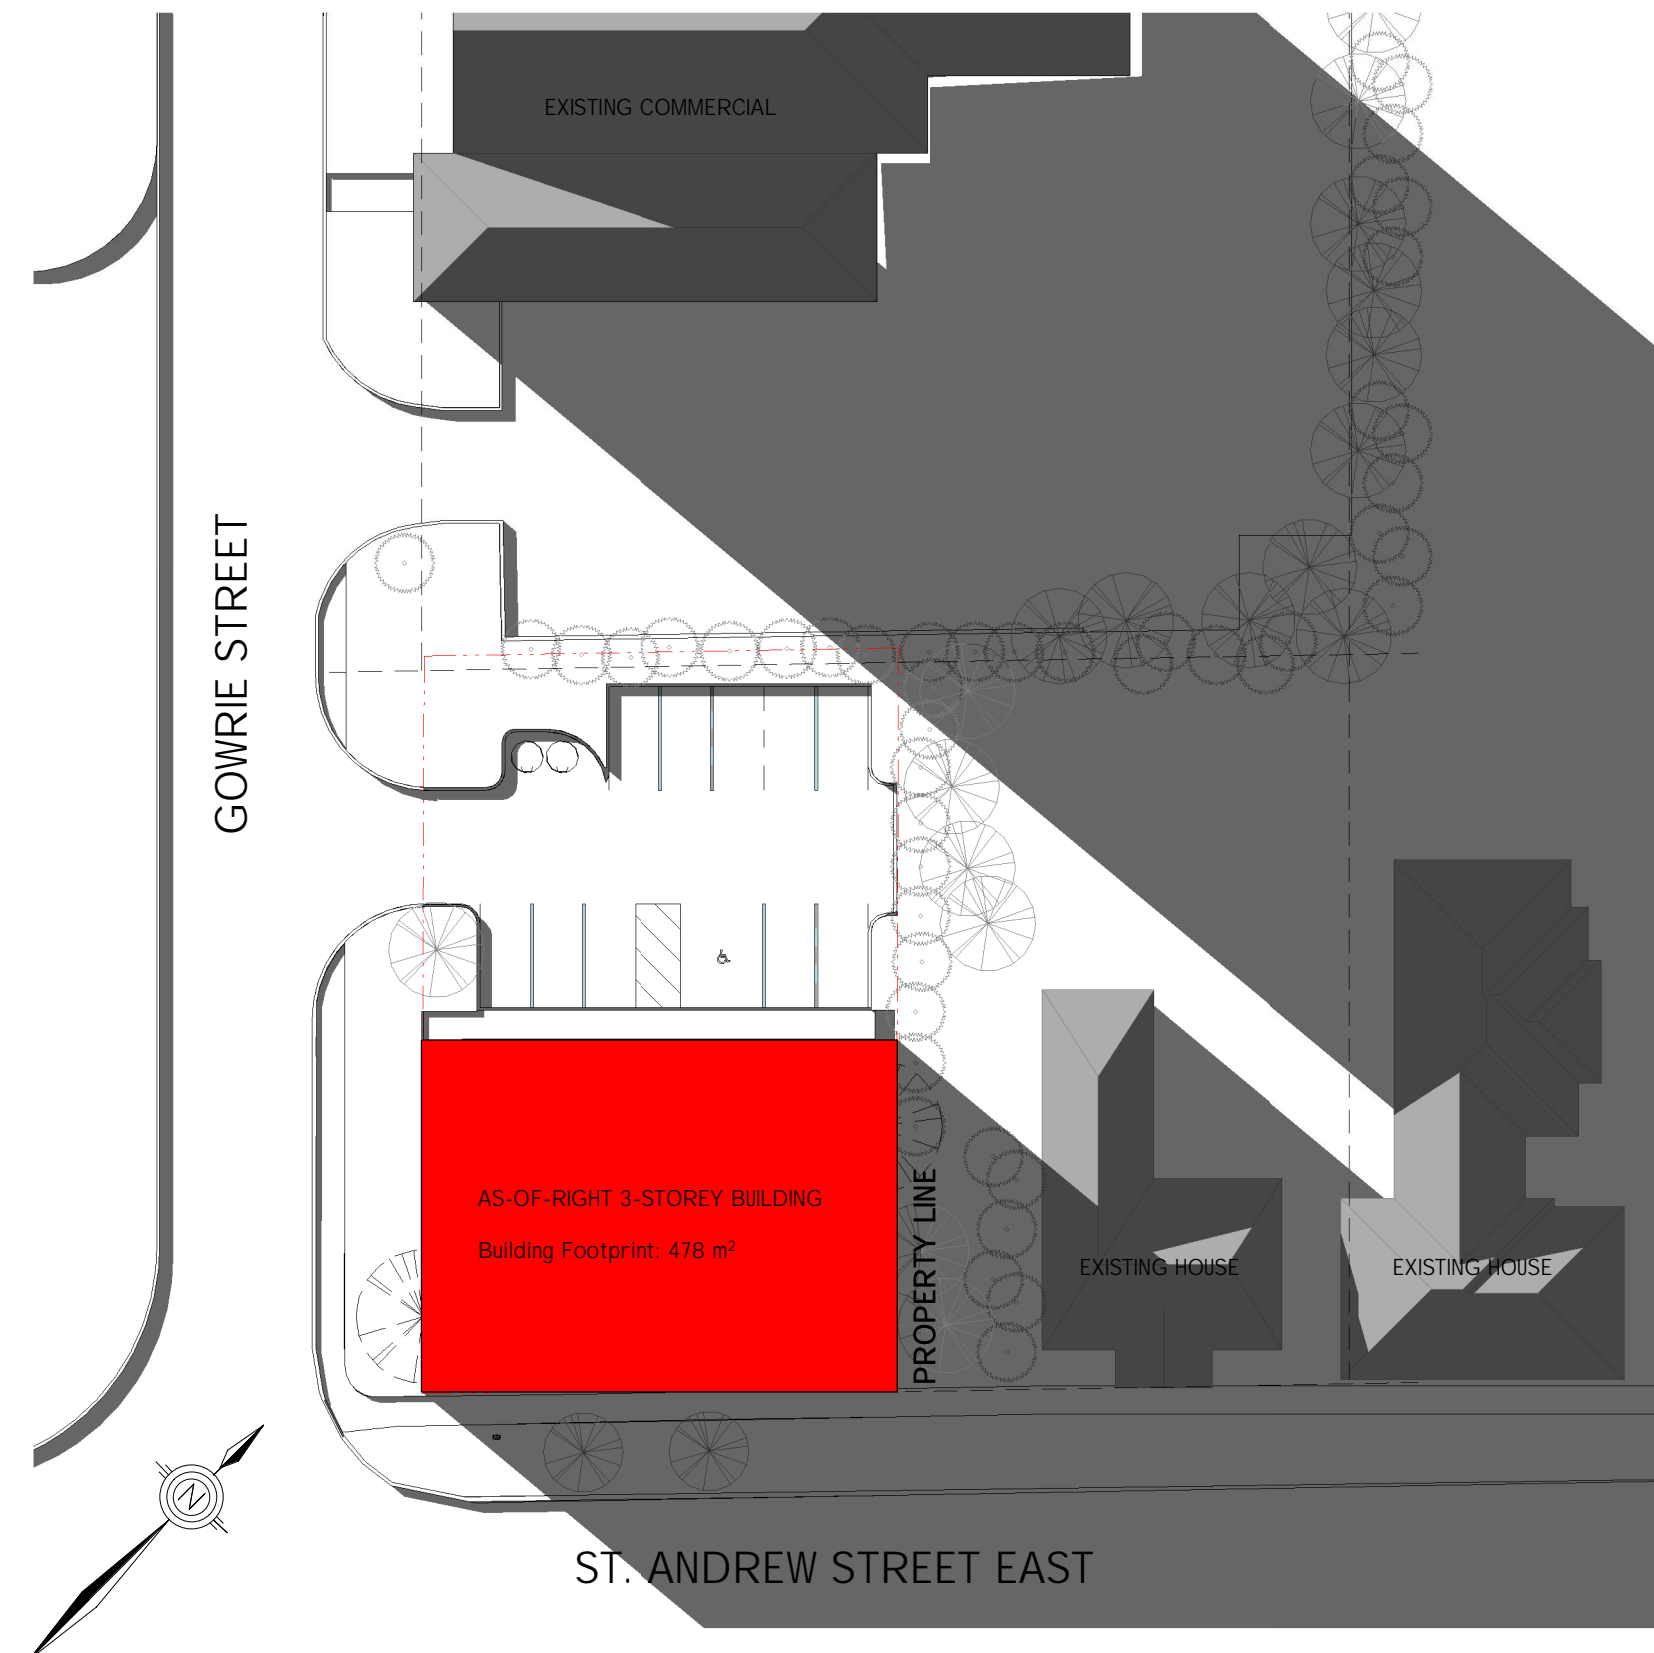 EXISTING COMMERCIAL
GOWRIE STREET
AS-OF-RIGHT 3-STOREY BUILDING
Building Footprint: 478 m²
PROPERTY LINE
EXISTING HOUSE
EXISTING HOUSE
N
ST. ANDREW STREET EAST